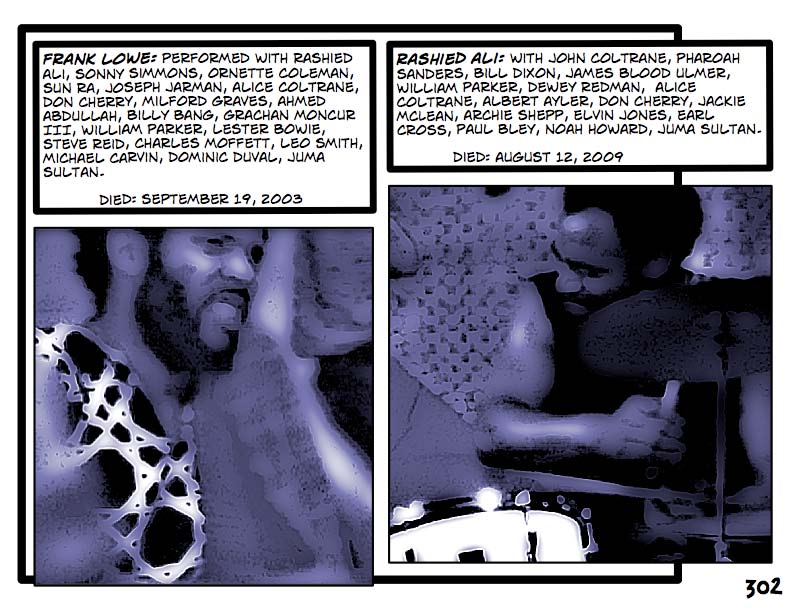 FRANK LOWE: PERFORMED WITH RASHIED
ALI, SONNY SIMMONS, ORNETTE COLEMAN,
SUN RA, JOSEPH JARMAN, ALICE COLTRANE,
DON CHERRY, MILFORD GRAVES, AHMED
ABDULLAH, BILLY BANG, GRACHAN MONCUR
III, WILLIAM PARKER, LESTER BOWIE,
STEVE REID, CHARLES MOFFETT, LEO SMITH,
MICHAEL CARVIN, DOMINIC DUVAL, JUMA
SULTAN.
DIED: SEPTEMBER 19, 2003
RASHIED ALI: WITH JOHN COLTRANE, PHAROAH
SANDERS, BILL DIXON, JAMES BLOOD ULMER,
WILLIAM PARKER, DEWEY REDMAN, ALICE
COLTRANE, ALBERT AYLER, DON CHERRY, JACKIE
MCLEAN, ARCHIE SHEPP, ELVIN JONES, EARL
CROSS, PAUL BLEY, NOAH HOWARD, JUMA SULTAN.
DIED: AUGUST 12, 2009
302